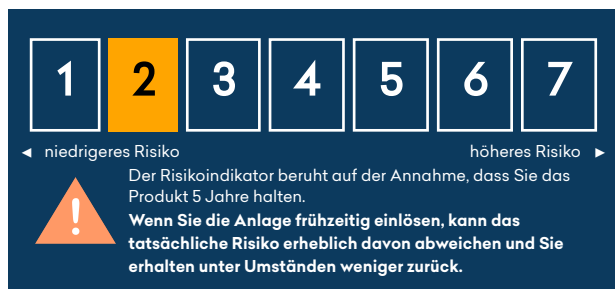 1 2 3 4 5 6 7
◄ niedrigeres Risiko höheres Risiko ►
Der Risikoindikator beruht auf der Annahme, dass Sie das
Produkt 5 Jahre halten.
Wenn Sie die Anlage frühzeitig einlösen, kann das
tatsächliche Risiko erheblich davon abweichen und Sie
erhalten unter Umständen weniger zurück.
!